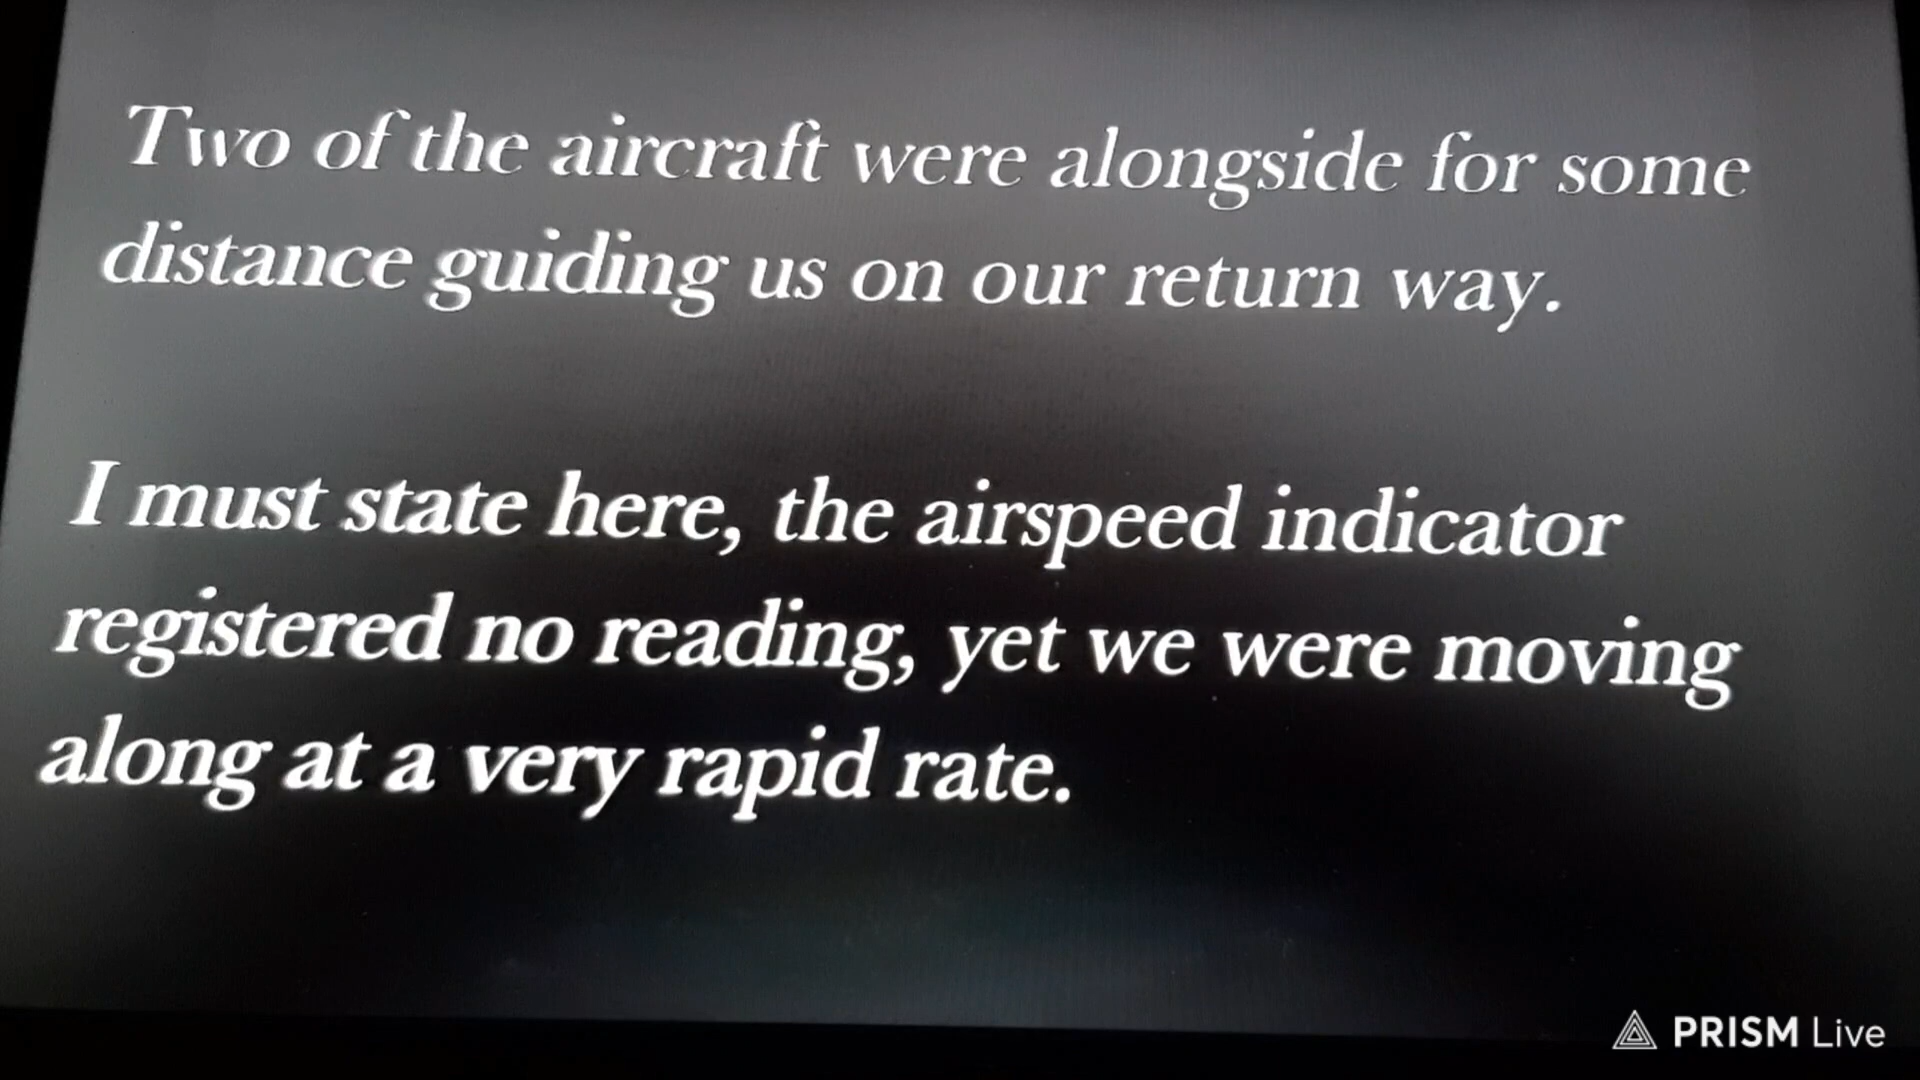 Two of the aircraft were alongside for some
distance guiding us on our return way.
I must state here, the airspeed indicator
registered no reading, yet we were moving
along at a very rapid rate.
PRISM Live